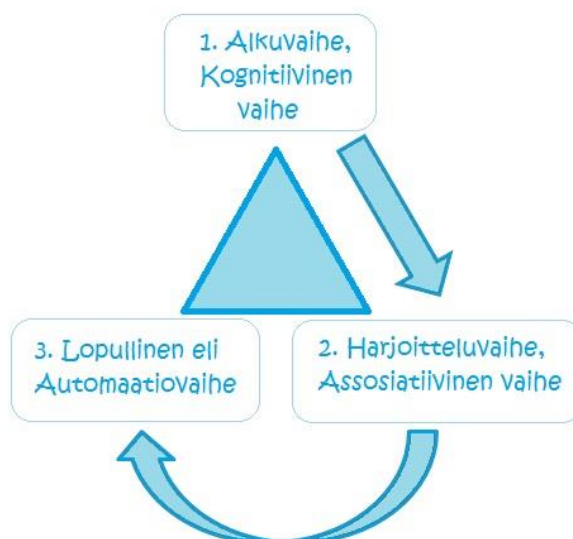 1. Alkuvaihe,
Kognitiivinen
vaihe
2. Harjoitteluvaihe,
Assosiatiivinen vaihe
3. Lopullinen eli
Automaatiovaihe